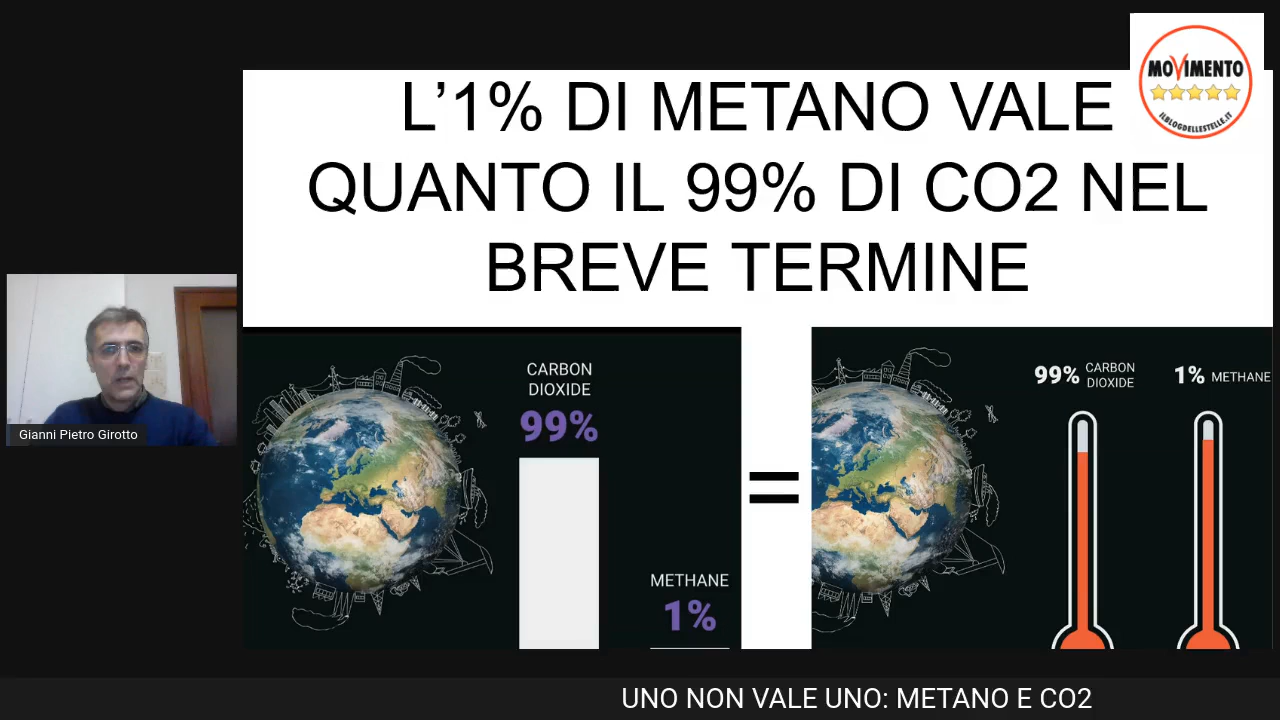 L’1% DI METANO VALE
QUANTO IL 99% DI CO2 NEL
BREVE TERMINE
MOVIMENTO
ILBLOGDELLESTELLE.IT
CARBON
DIOXIDE
99%
METHANE
1%
=
99% CARBON
DIOXIDE
1% METHANE
Gianni Pietro Girotto
UNO NON VALE UNO: METANO E CO2